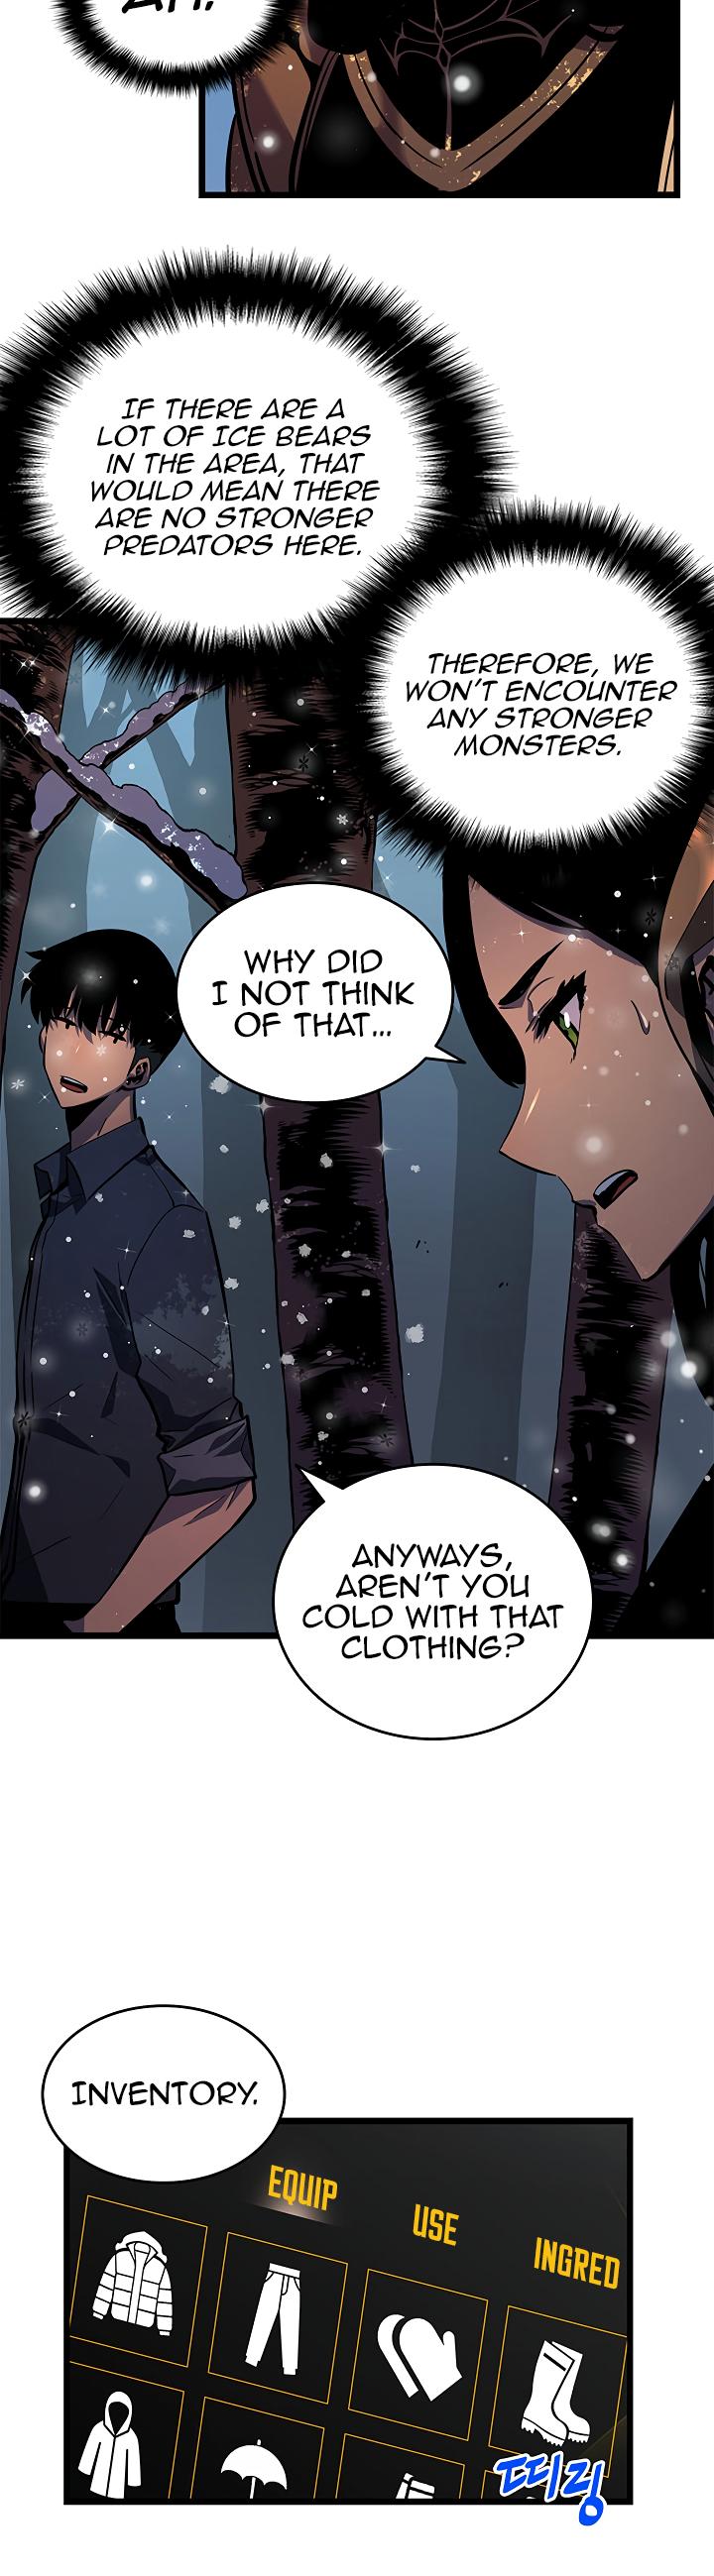 AH!
IF THERE ARE A
LOT OF ICE BEARS
IN THE AREA, THAT
WOULD MEAN THERE
ARE NO STRONGER
PREDATORS HERE.
THEREFORE, WE
WON'T ENCOUNTER
ANY STRONGER
MONSTERS.
WHY DID
I NOT THINK
OF THAT...
ANYWAYS,
AREN'T YOU
COLD WITH THAT
CLOTHING?
INVENTORY.
EQUIP
USE
INGRED
띠링